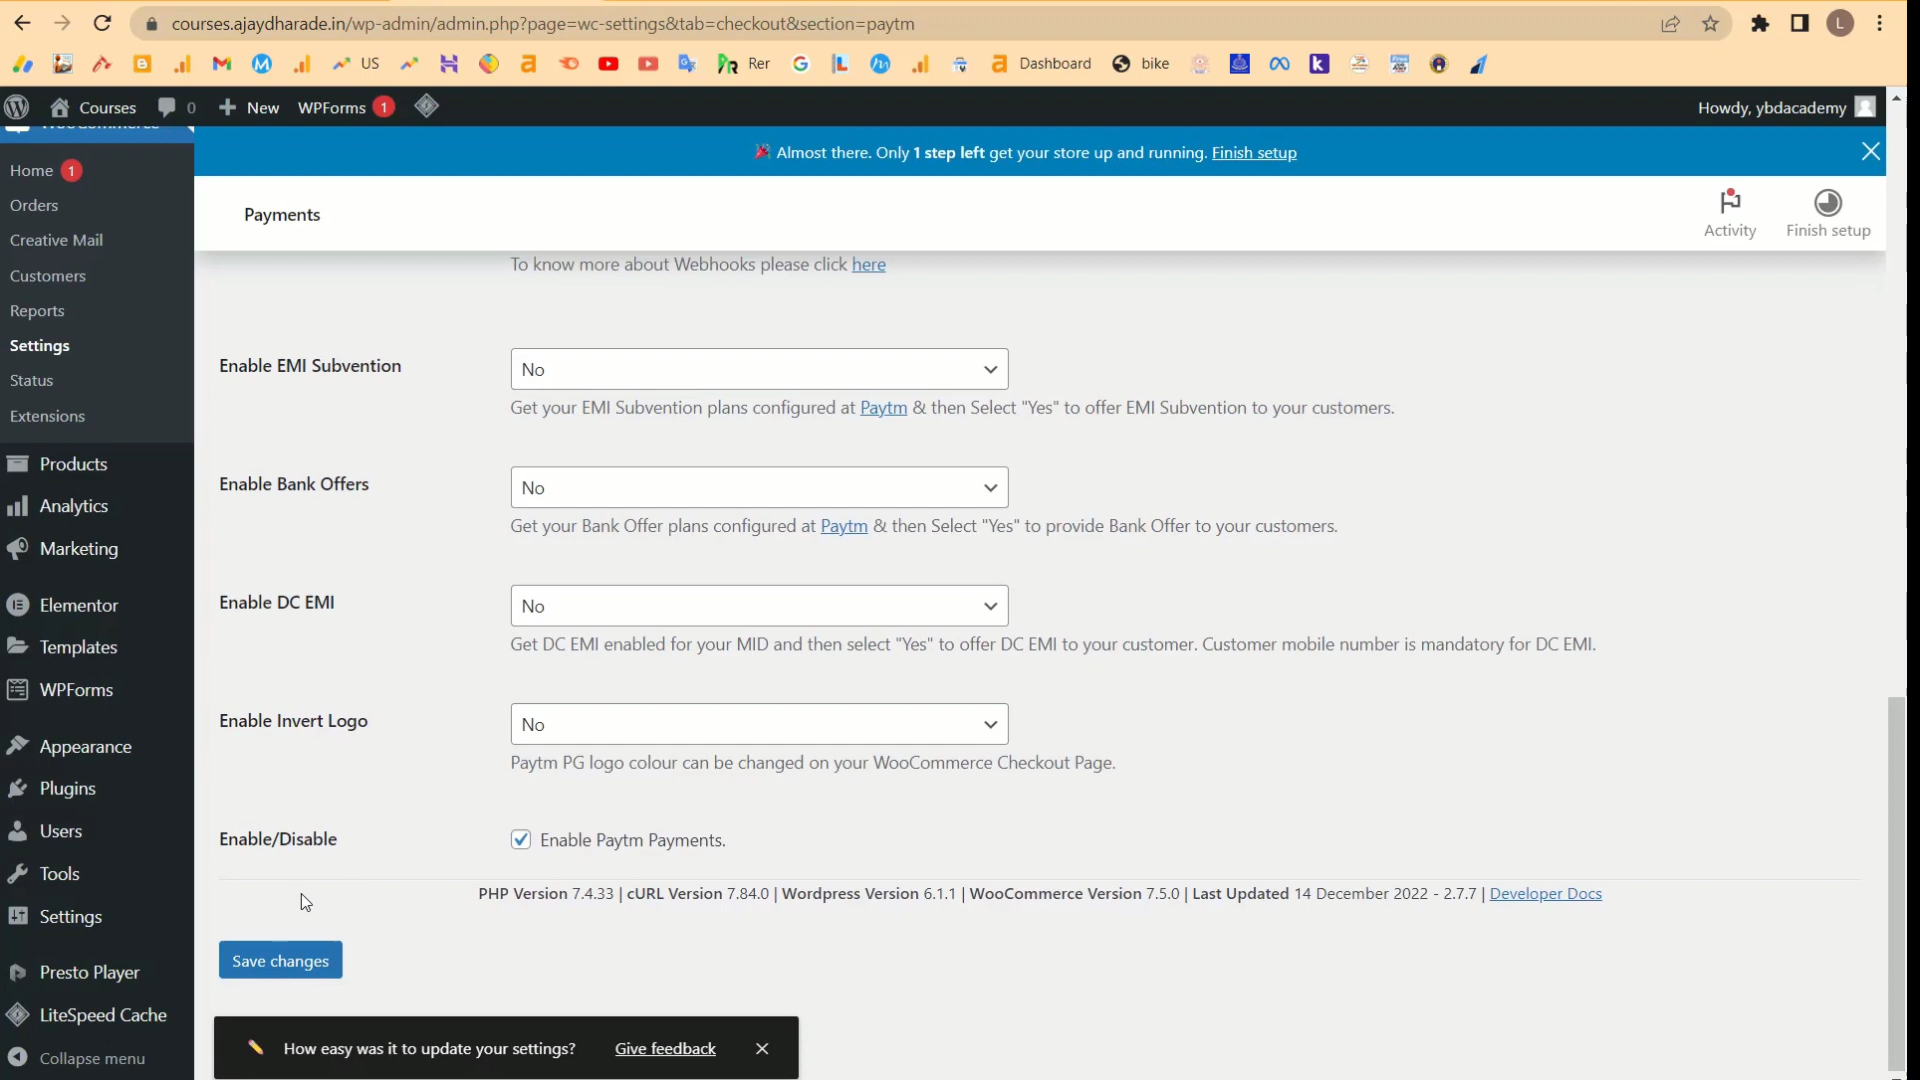 courses.ajaydharade.in/wp-admin/admin.php?page=wc-settings&tab=checkout&section=paytm
L
US
Rer
Dashboard
bike
Courses
0
New
WPForms 1
Howdy, ybdacademy
WooCommerce
Almost there. Only 1 step left get your store up and running. Finish setup
Home 1
Orders
Creative Mail
Customers
Reports
Settings
Status
Extensions
Products
Analytics
Marketing
Elementor
Templates
WPForms
Appearance
Plugins
Users
Tools
Settings
Presto Player
LiteSpeed Cache
Collapse menu
Payments
Activity
Finish setup
To know more about Webhooks please click here
Enable EMI Subvention
No
Get your EMI Subvention plans configured at Paytm & then Select "Yes" to offer EMI Subvention to your customers.
Enable Bank Offers
No
Get your Bank Offer plans configured at Paytm & then Select "Yes" to provide Bank Offer to your customers.
Enable DC EMI
No
Get DC EMI enabled for your MID and then select "Yes" to offer DC EMI to your customer. Customer mobile number is mandatory for DC EMI.
Enable Invert Logo
No
Paytm PG logo colour can be changed on your WooCommerce Checkout Page.
Enable/Disable
Enable Paytm Payments.
PHP Version 7.4.33 | cURL Version 7.84.0 | Wordpress Version 6.1.1 | WooCommerce Version 7.5.0 | Last Updated 14 December 2022 - 2.7.7 | Developer Docs
Save changes
How easy was it to update your settings?
Give feedback